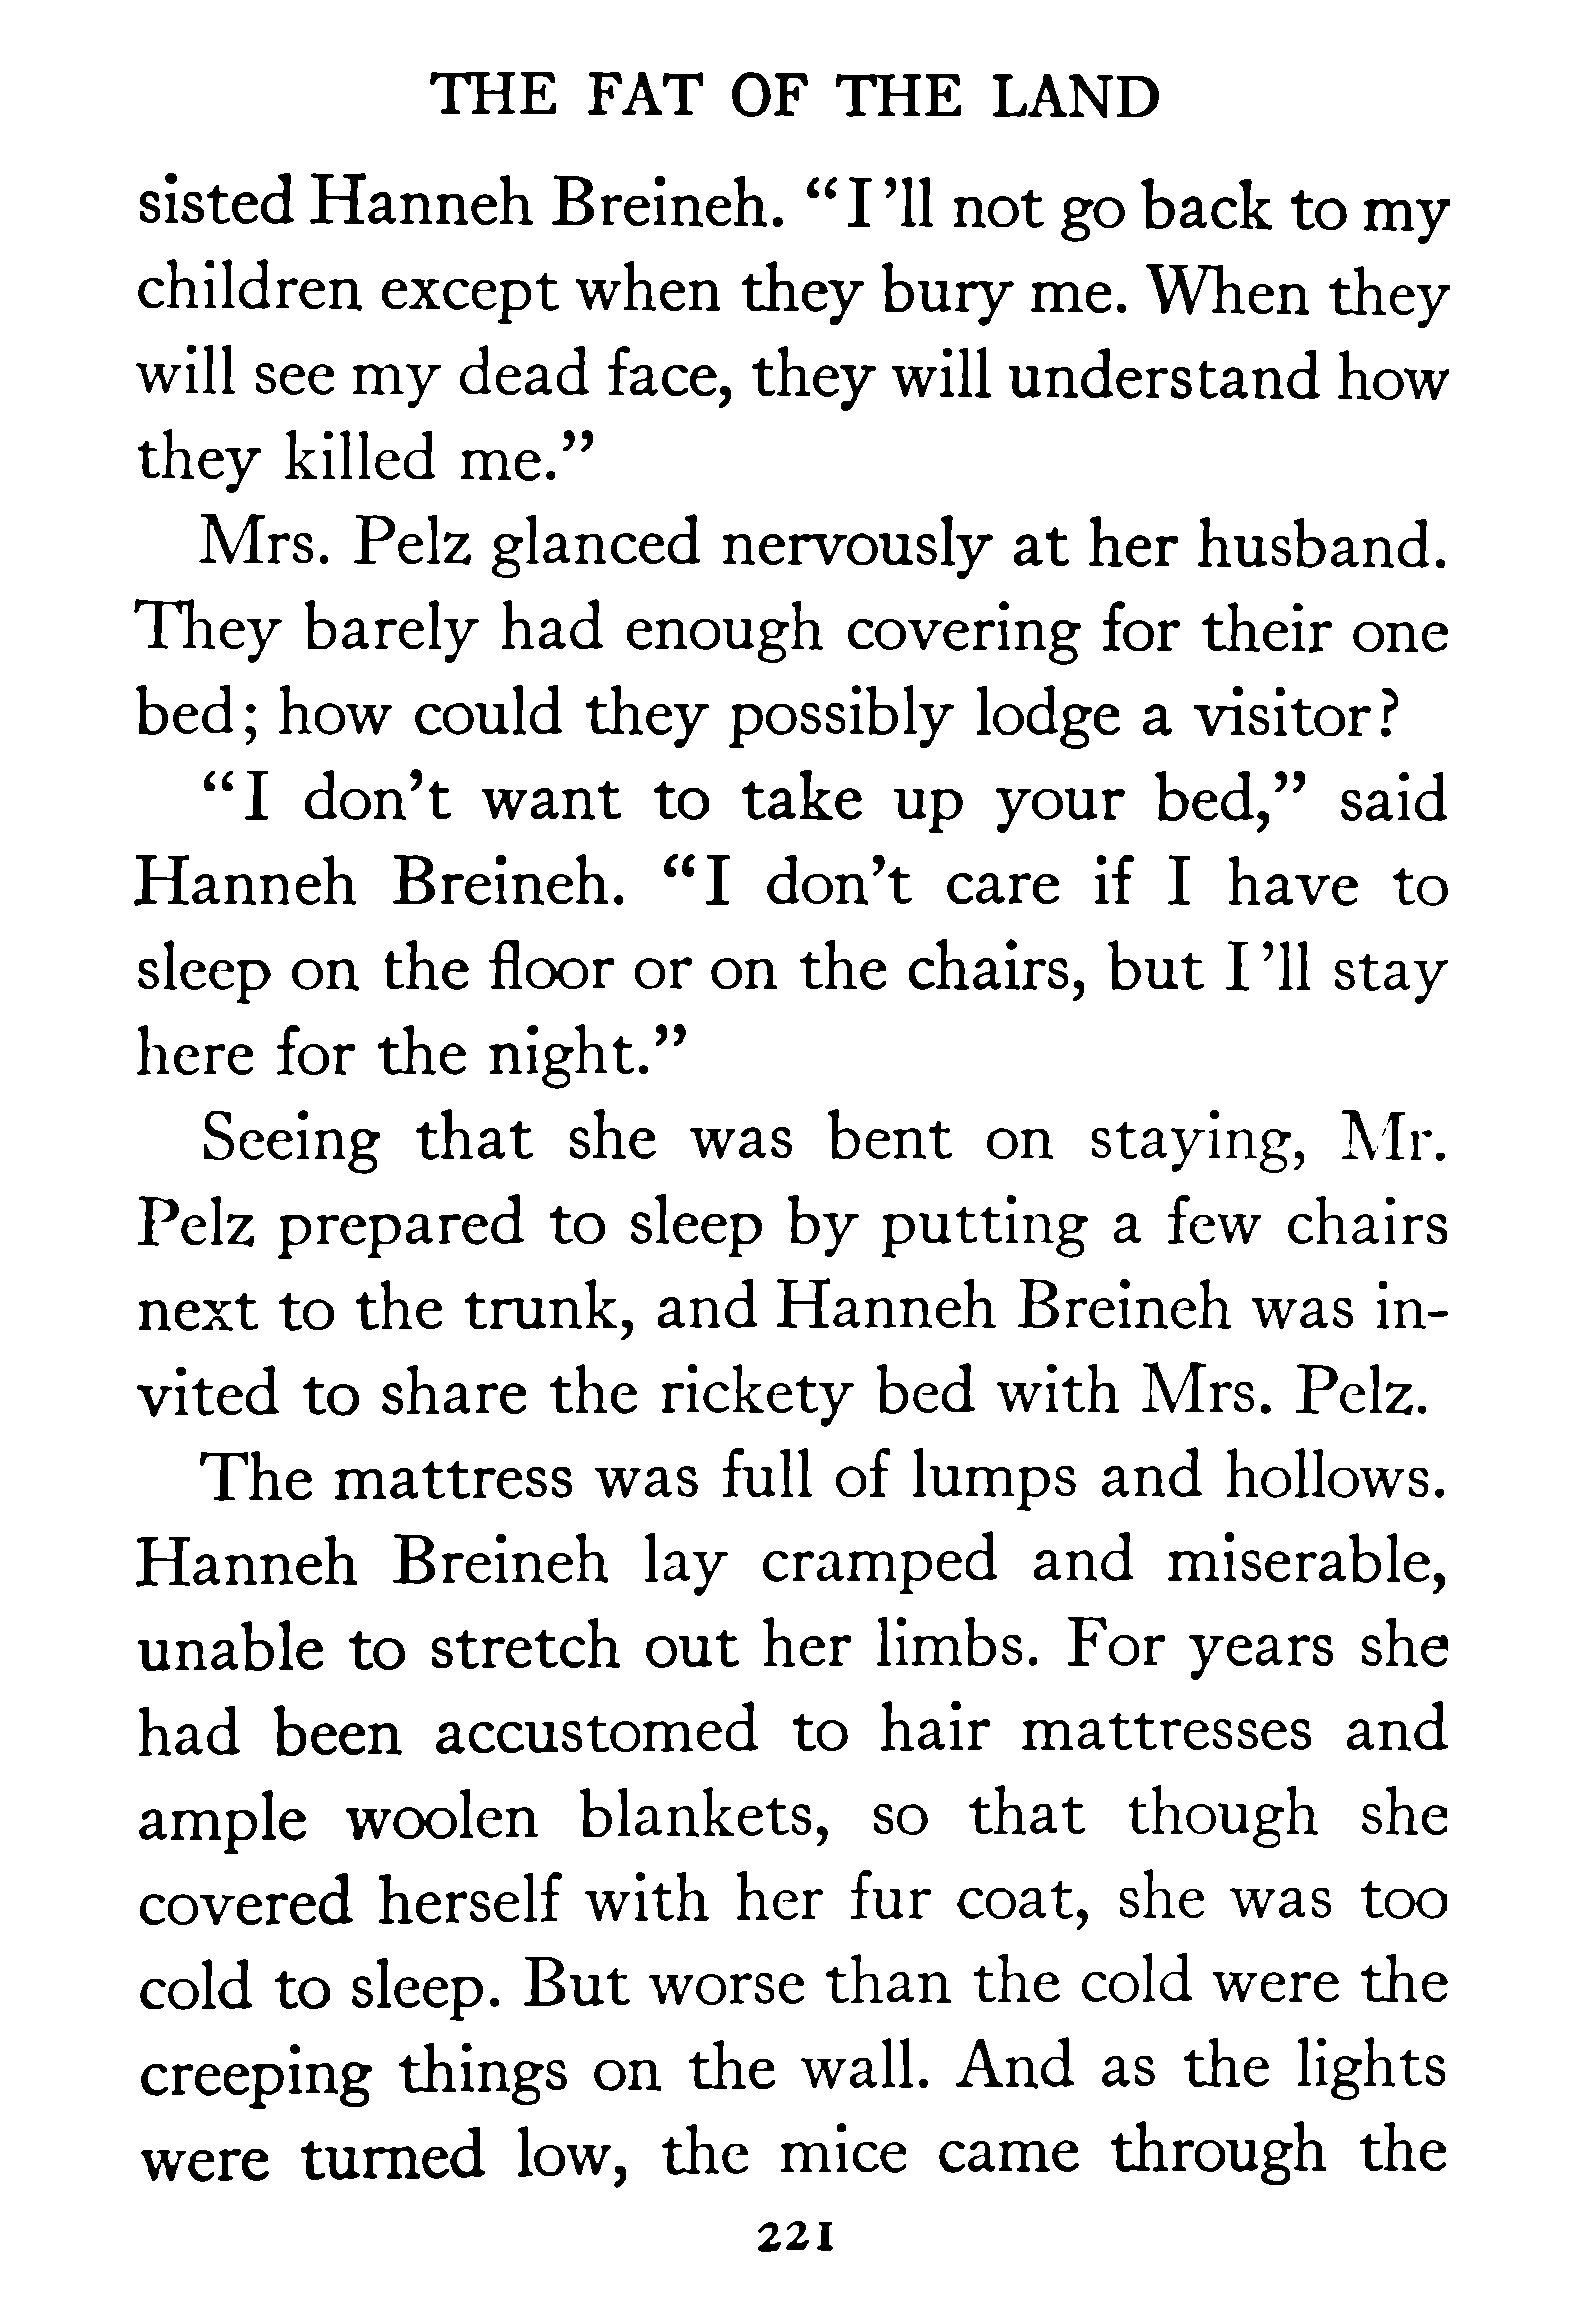 THE FAT OF THE LAND
sisted Hanneh Breineh. “I ’ll not go back to my
children except when they bury me. When they
will see my dead face, they will understand how
they killed me.”
Mrs. Pelz glanced nervously at her husband.
They barely had enough covering for their one
bed; how could they possibly lodge a visitor?
“I don’t want to take up your bed,” said
Hanneh Breineh. “I don’t care if I have to
sleep on the floor or on the chairs, but I ’ll stay
here for the night.”
Seeing that she was bent on staying, Mr.
Pelz prepared to sleep by putting a few chairs
next to the trunk, and Hanneh Breineh was in-
vited to share the rickety bed with Mrs. Pelz.
The mattress was full of lumps and hollows.
Hanneh Breineh lay cramped and miserable,
unable to stretch out her limbs. For years she
had been accustomed to hair mattresses and
ample woolen blankets, so that though she
covered herself with her fur coat, she was too
cold to sleep. But worse than the cold were the
creeping things on the wall. And as the lights
were turned low, the mice came through the
221